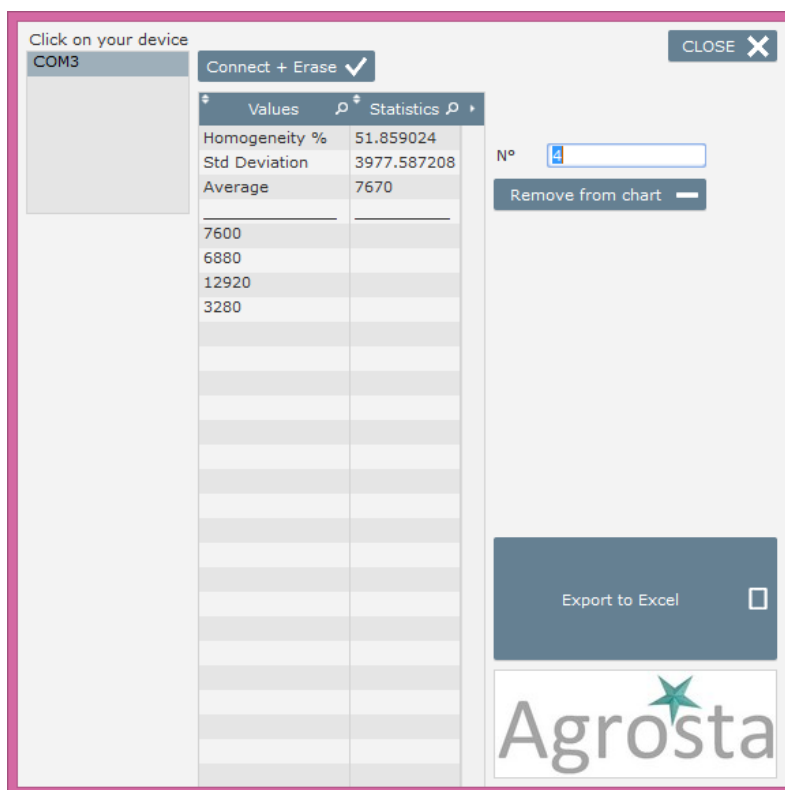 Click on your device
COM3
Connect + Erase
CLOSE
Values Statistics
Homogeneity % 51.859024
Std Deviation 3977.587208
Average 7670
7600
6880
12920
3280
N° 4
Remove from chart
Export to Excel
Agrosta